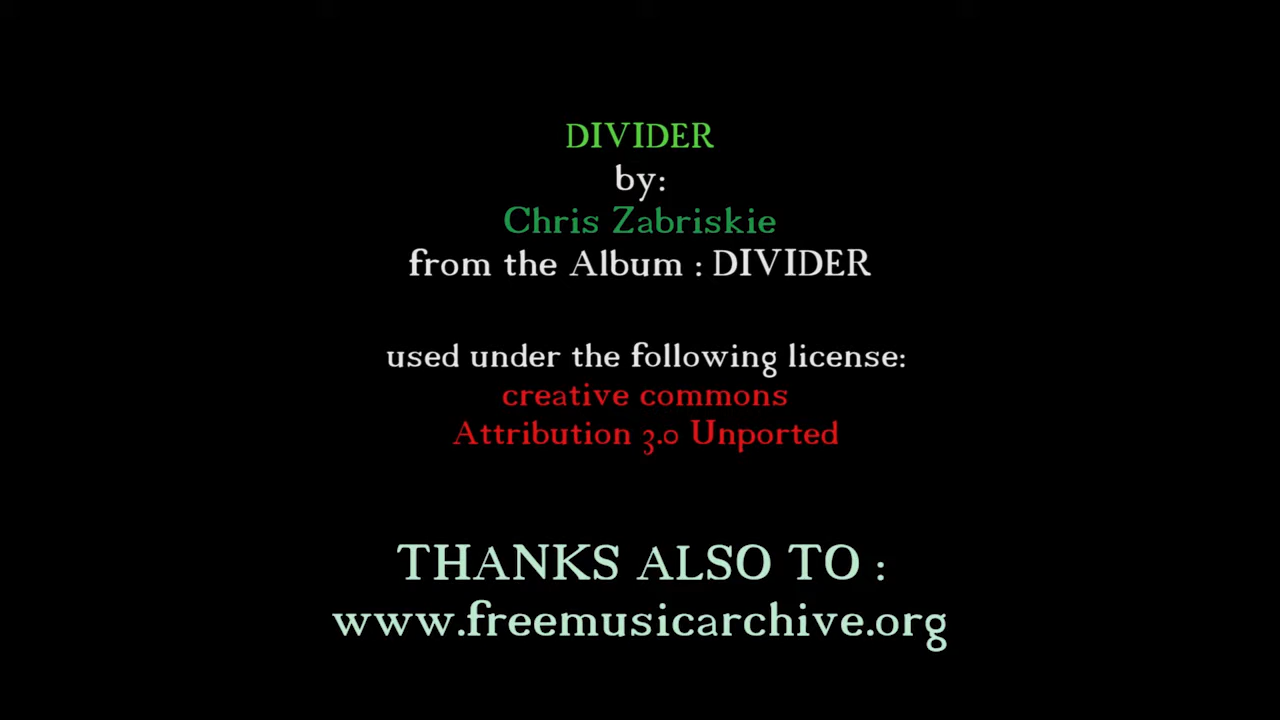 DIVIDER
by:
Chris Zabriskie
from the Album : DIVIDER
used under the following license:
creative commons
Attribution 3.0 Unported
THANKS ALSO TO :
www.freemusicarchive.org